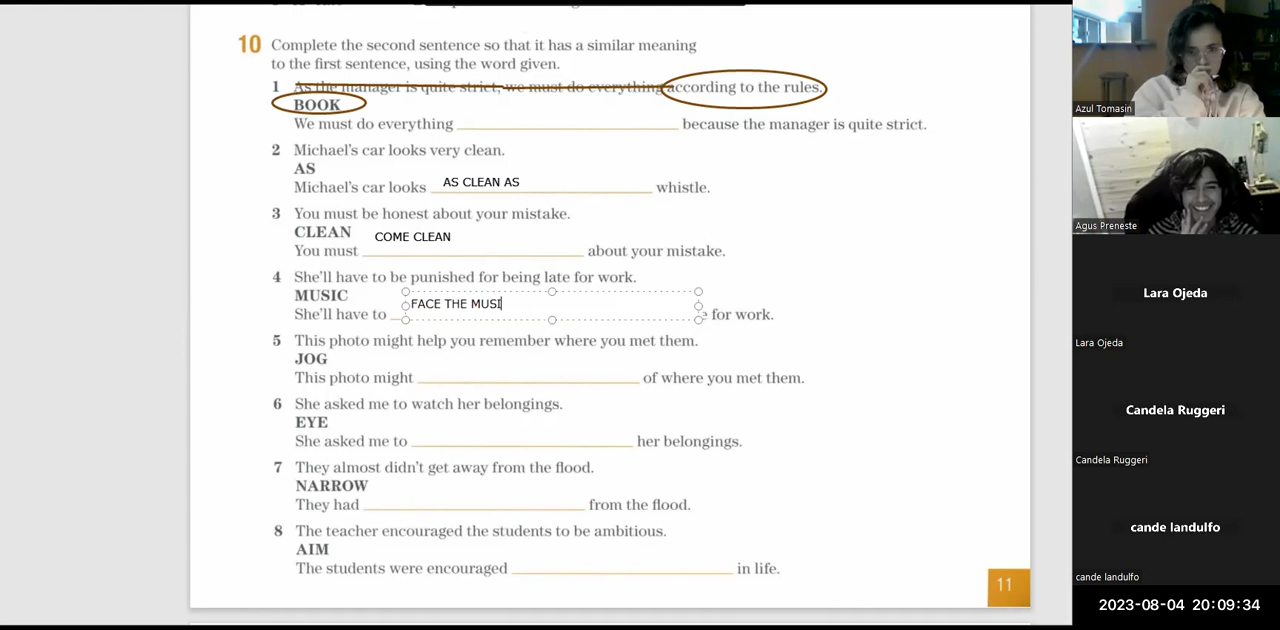 10 Complete the second sentence so that it has a similar meaning
to the first sentence, using the word given.
1 As the manager is quite strict, we must do everything according to the rules.
BOOK
We must do everything because the manager is quite strict.
2 Michael's car looks very clean.
AS
Michael's car looks AS CLEAN AS whistle.
3 You must be honest about your mistake.
CLEAN
You must COME CLEAN about your mistake.
4 She'll have to be punished for being late for work.
MUSIC
She'll have to FACE THE MUSI for work.
5 This photo might help you remember where you met them.
JOG
This photo might of where you met them.
6 She asked me to watch her belongings.
EYE
She asked me to her belongings.
7 They almost didn't get away from the flood.
NARROW
They had from the flood.
8 The teacher encouraged the students to be ambitious.
AIM
The students were encouraged in life.
11
Azul Tomasin
Agus Preneste
Lara Ojeda
Lara Ojeda
Candela Ruggeri
Candela Ruggeri
cande landulfo
cande landulfo
2023-08-04 20:09:34